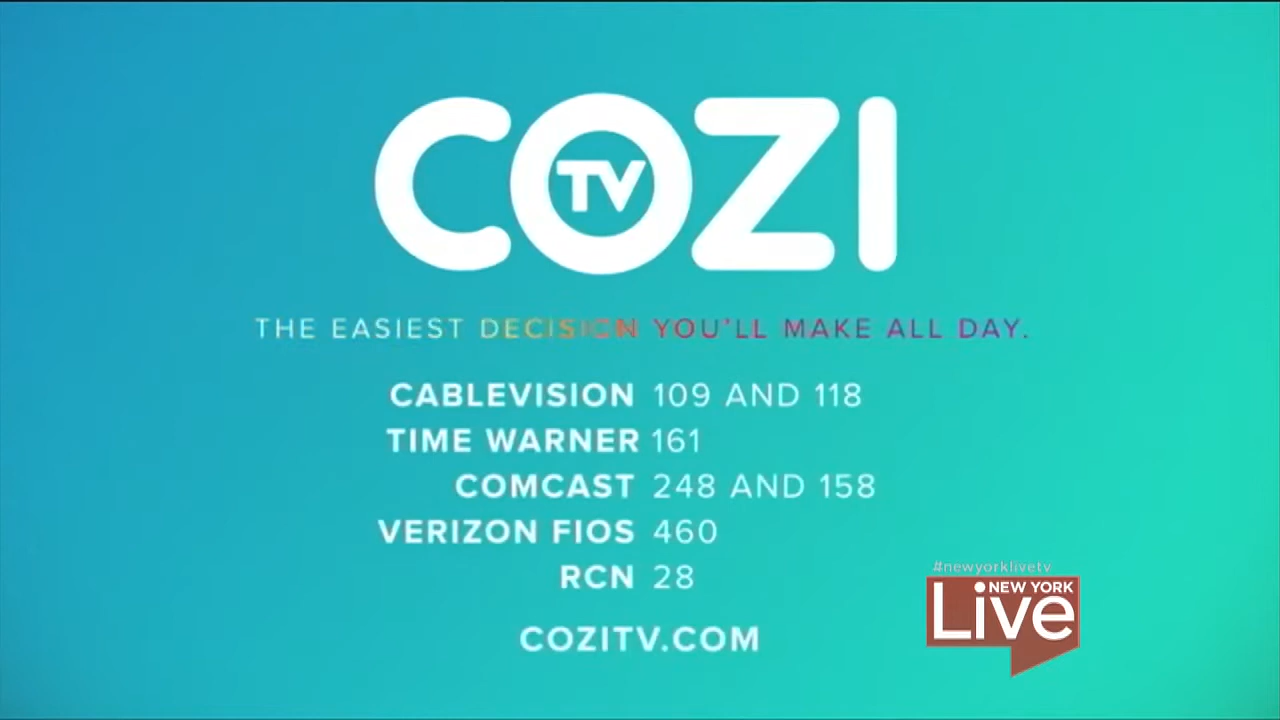 COZI
TV
THE EASIEST DECISION YOU'LL MAKE ALL DAY.
CABLEVISION 109 AND 118
TIME WARNER 161
COMCAST 248 AND 158
VERIZON FIOS 460
RCN 28
COZITV.COM
#newyorklivetv
NEW YORK
Live